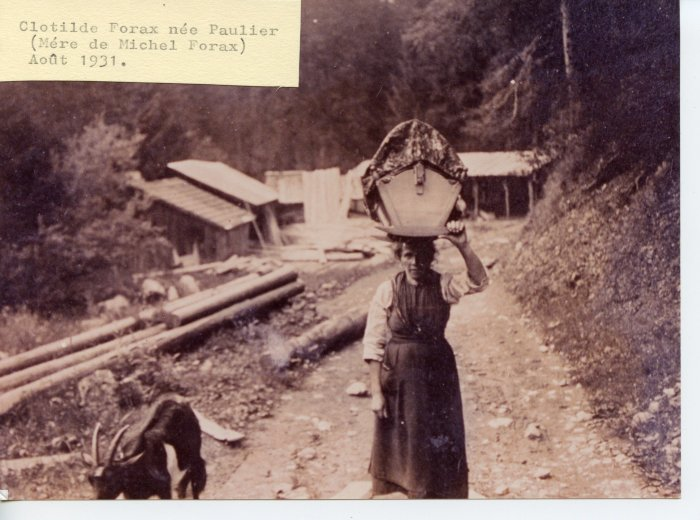 Clotilde Forax née Paulier
(Mére de Michel Forax)
Août 1931.